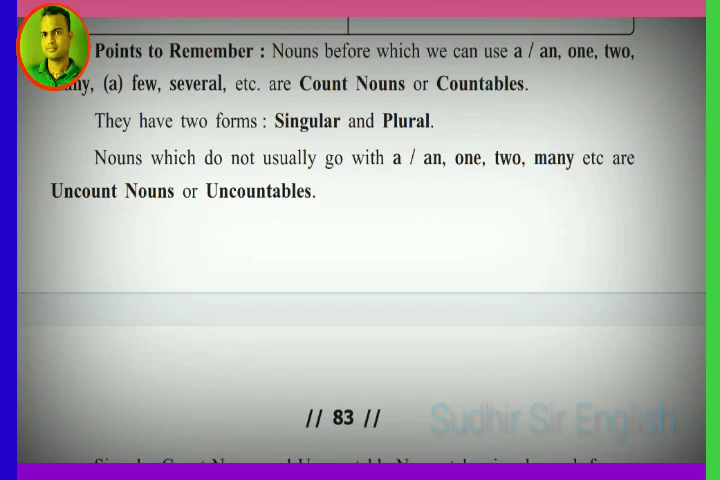 Points to Remember : Nouns before which we can use a / an, one, two,
(a) few, several, etc. are Count Nouns or Countables.
They have two forms : Singular and Plural.
Nouns which do not usually go with a / an, one, two, many etc are
Uncount Nouns or Uncountables.
// 83 //
Sudhir Sir English